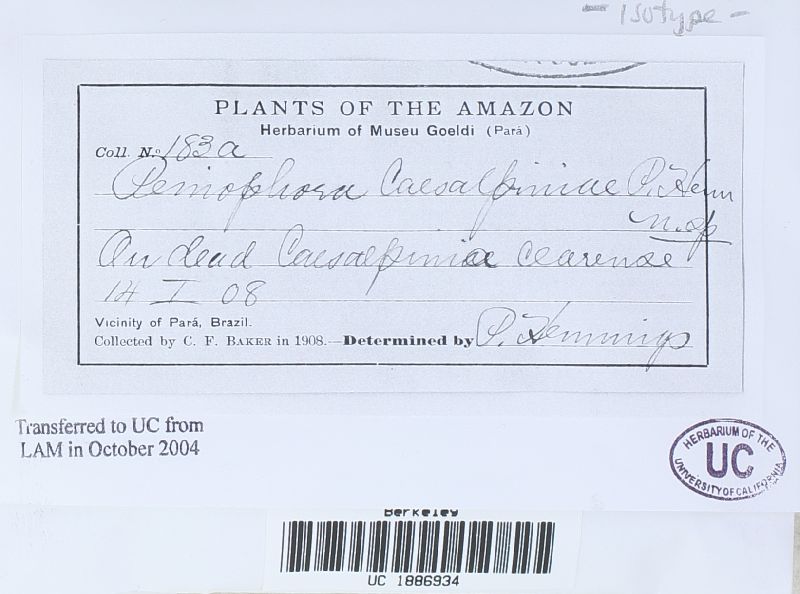 - Isotype -
PLANTS OF THE AMAZON
Herbarium of Museu Goeldi (Pará)
Coll. No. 183a
Peniophora Caesalpiniae P. Henn
n. sp
On dead Caesalpiniae
14 I 08
Vicinity of Pará, Brazil.
Collected by C. F. BAKER in 1908.—Determined by P. Hennings
Transferred to UC from
LAM in October 2004
HERBARIUM OF THE
UC
UNIVERSITY OF CALIFORNIA
Berkeley
UC 1886934